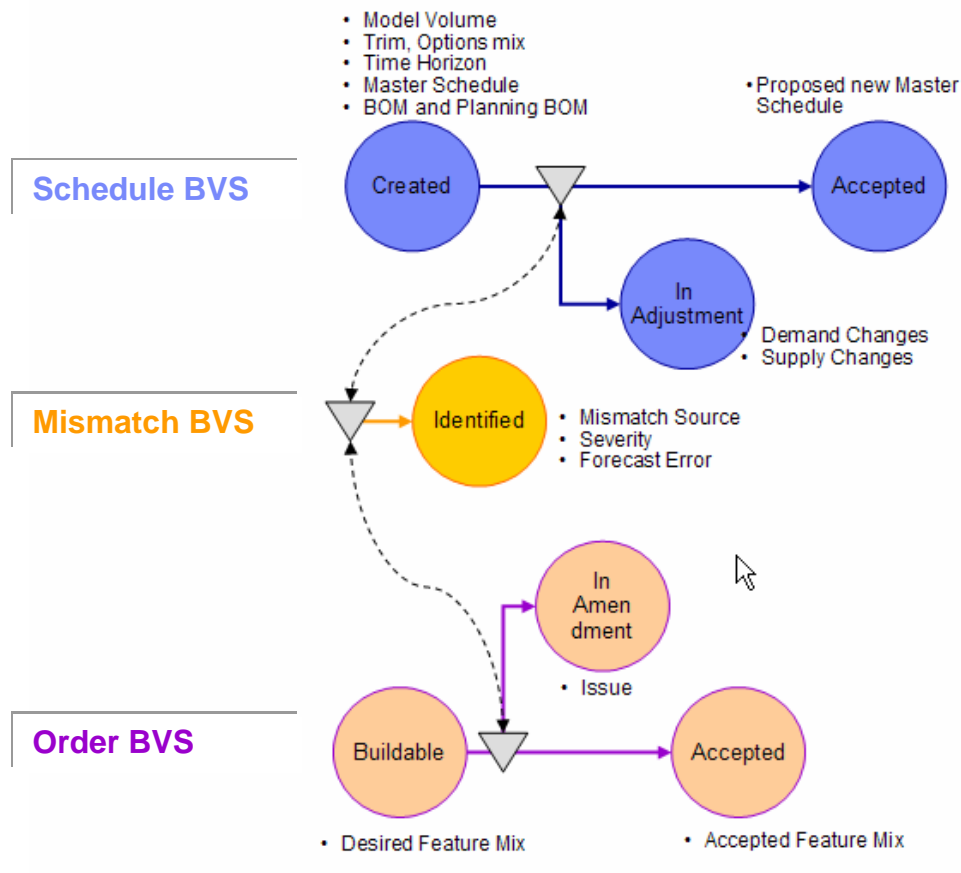 • Model Volume
• Trim, Options mix
• Time Horizon
• Master Schedule
• BOM and Planning BOM
• Proposed new Master
Schedule
Schedule BVS
Created
Accepted
In
Adjustment
• Demand Changes
• Supply Changes
Mismatch BVS
Identified
• Mismatch Source
• Severity
• Forecast Error
In
Amen
dment
• Issue
Order BVS
Buildable
Accepted
• Desired Feature Mix
• Accepted Feature Mix